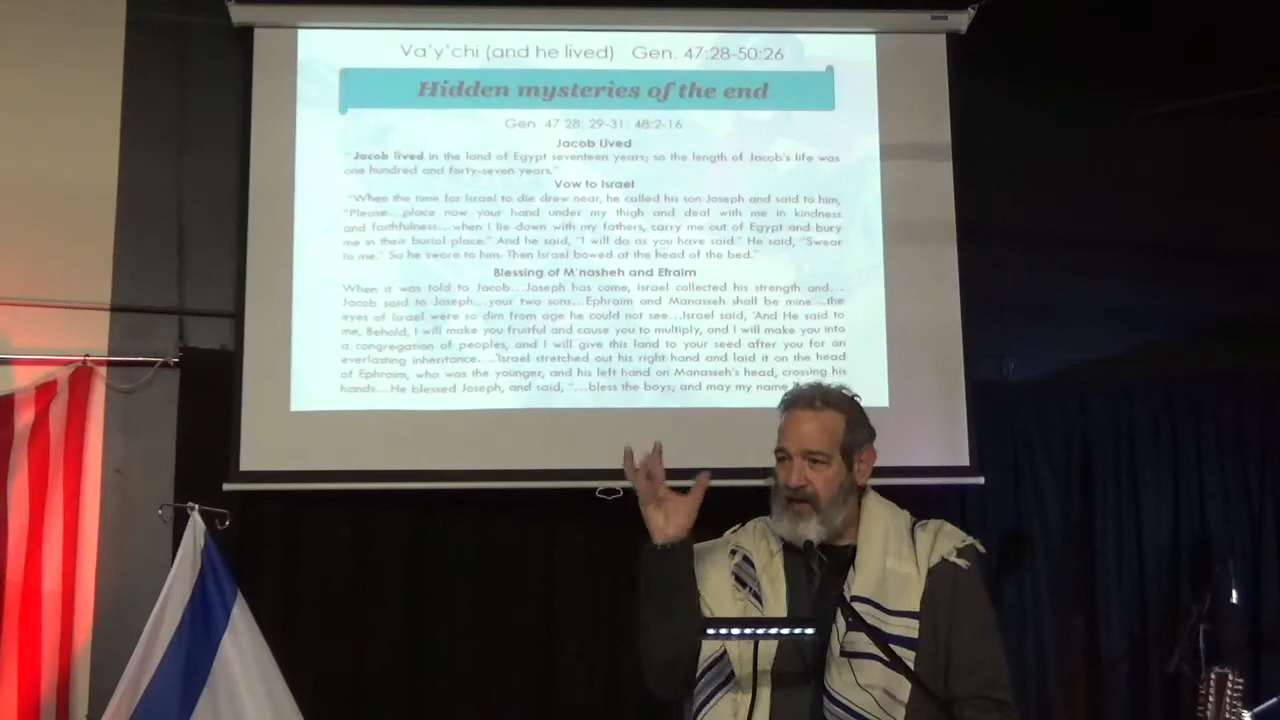 Va'y'chi (and he lived) Gen. 47:28-50:26
Hidden mysteries of the end
Gen. 47 28; 29-31; 48:2-16
Jacob Lived
"Jacob lived in the land of Egypt seventeen years; so the length of Jacob's life was
one hundred and forty-seven years."
Vow to Israel
"When the time for Israel to die drew near, he called his son Joseph and said to him,
"Please...place now your hand under my thigh and deal with me in kindness
and faithfulness...when I lie down with my fathers, carry me out of Egypt and bury
me in their burial place." And he said, "I will do as you have said." He said, "Swear
to me." So he swore to him. Then Israel bowed at the head of the bed."
Blessing of M'nasheh and Efraim
When it was told to Jacob...Joseph has come, Israel collected his strength and...
Jacob said to Joseph...your two sons...Ephraim and Manasseh shall be mine...the
eyes of Israel were so dim from age he could not see...Israel said, 'And He said to
me, Behold, I will make you fruitful and cause you to multiply, and I will make you into
a congregation of peoples, and I will give this land to your seed after you for an
everlasting inheritance....'Israel stretched out his right hand and laid it on the head
of Ephraim, who was the younger, and his left hand on Manasseh's head, crossing his
hands...He blessed Joseph, and said, "...bless the boys; and may my name